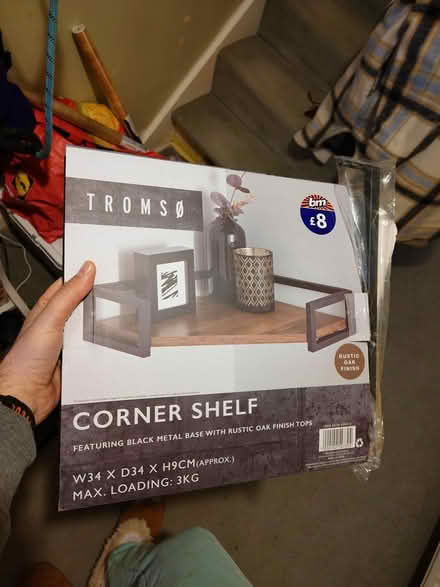 TROMSØ
bm
£8
RUSTIC
OAK
FINISH
CORNER SHELF
FEATURING BLACK METAL BASE WITH RUSTIC OAK FINISH TOPS
W34 X D34 X H9CM(APPROX.)
MAX. LOADING: 3KG